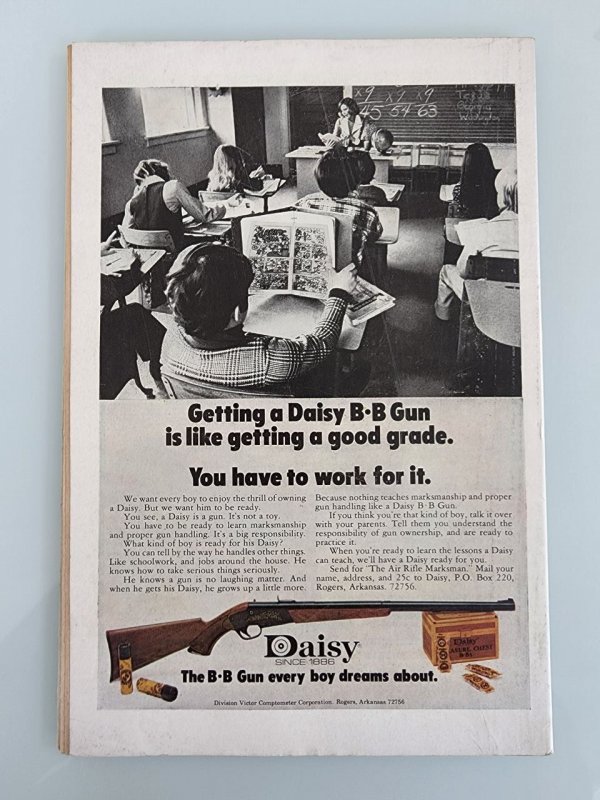 x9 x9 x9
45 54 63
Getting a Daisy B·B Gun
is like getting a good grade.
You have to work for it.
We want every boy to enjoy the thrill of owning
a Daisy. But we want him to be ready.
You see, a Daisy is a gun. It's not a toy.
You have to be ready to learn marksmanship
and proper gun handling. It's a big responsibility.
What kind of boy is ready for his Daisy?
You can tell by the way he handles other things.
Like schoolwork, and jobs around the house. He
knows how to take serious things seriously.
He knows a gun is no laughing matter. And
when he gets his Daisy, he grows up a little more.
Because nothing teaches marksmanship and proper
gun handling like a Daisy B·B Gun.
If you think you're that kind of boy, talk it over
with your parents. Tell them you understand the
responsibility of gun ownership, and are ready to
practice it.
When you're ready to learn the lessons a Daisy
can teach, we'll have a Daisy ready for you.
Send for "The Air Rifle Marksman." Mail your
name, address, and 25c to Daisy, P.O. Box 220,
Rogers, Arkansas. 72756.
Daisy®
SINCE 1886
Daisy
CHEST
The B·B Gun every boy dreams about.
Division Victor Comptometer Corporation. Rogers, Arkansas 72756